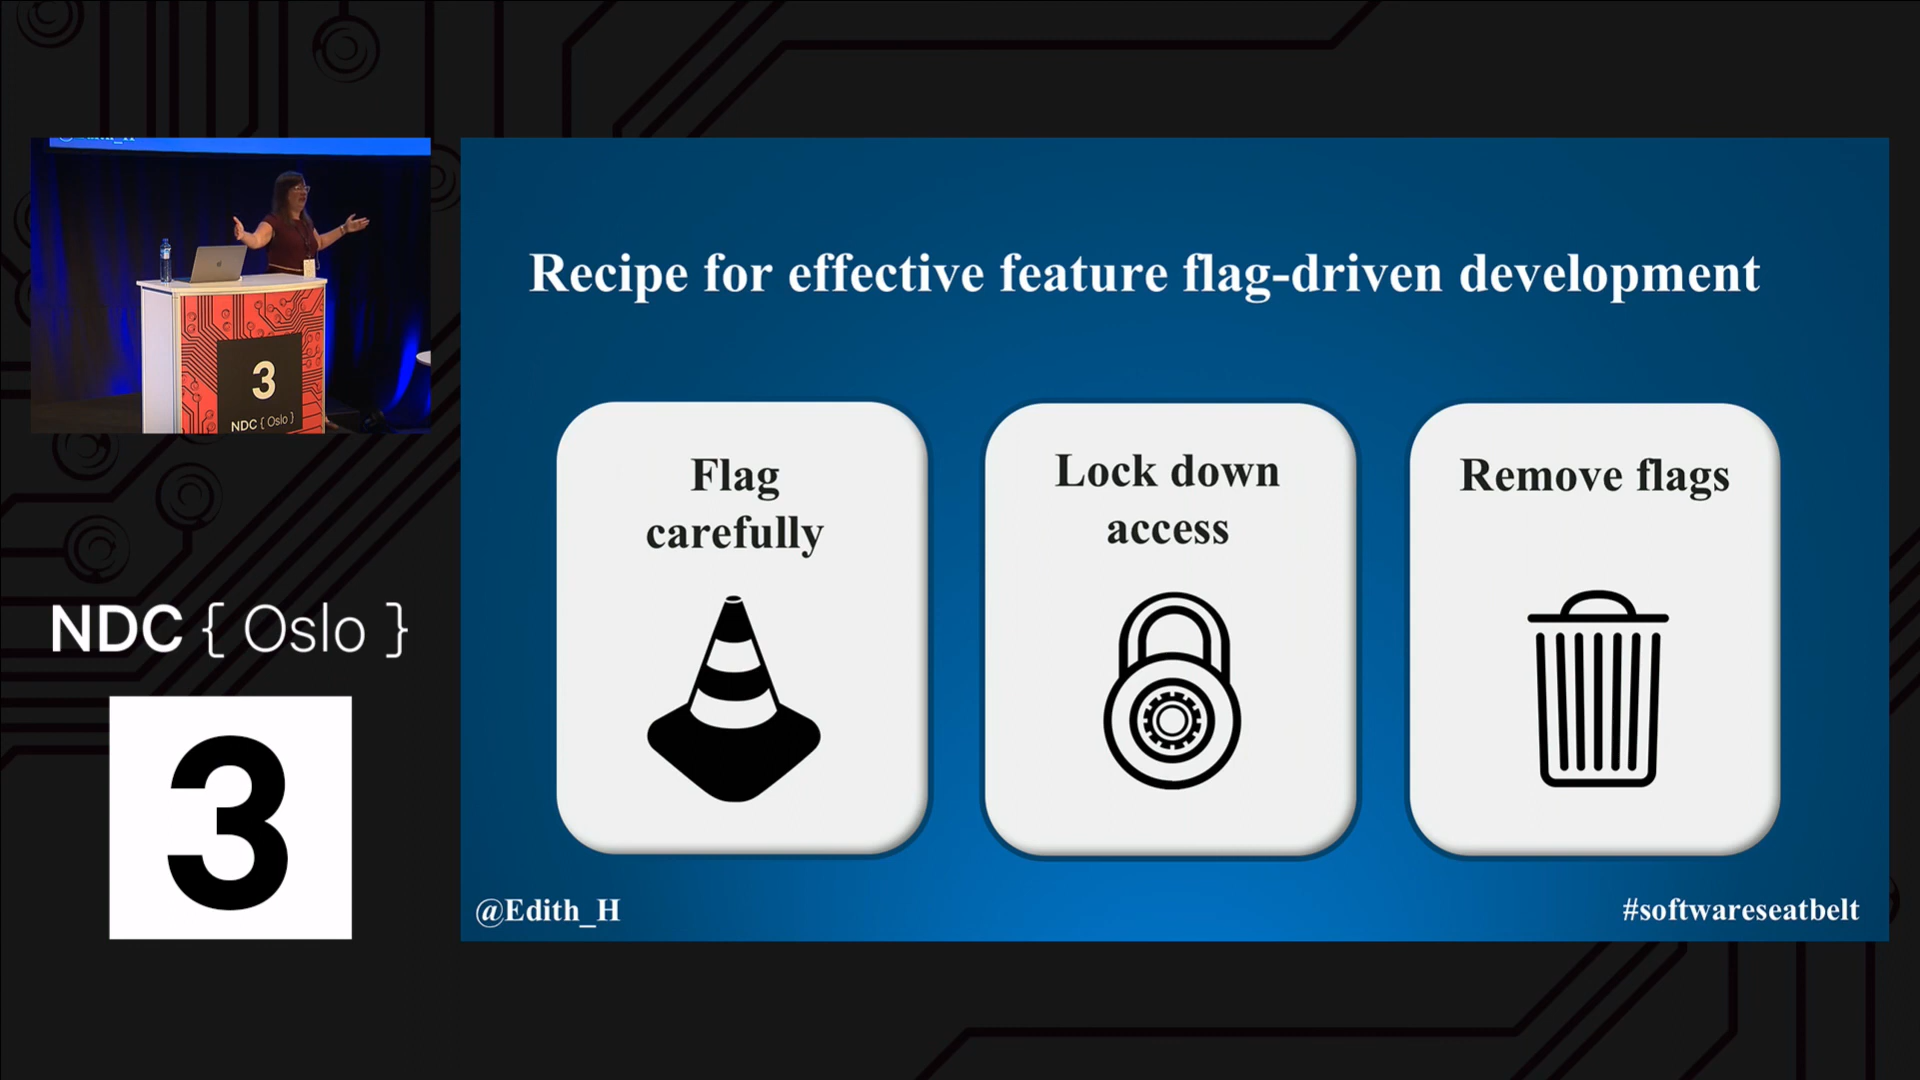 3
NDC { Oslo }
NDC { Oslo }
3
Recipe for effective feature flag-driven development
Flag
carefully
Lock down
access
Remove flags
@Edith_H
#softwareseatbelt